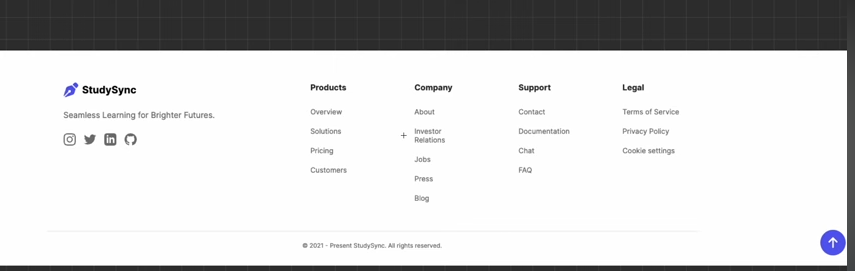 StudySync
Seamless Learning for Brighter Futures.
Products
Overview
Solutions
Pricing
Customers
Company
About
Investor
Relations
Jobs
Press
Blog
Support
Contact
Documentation
Chat
FAQ
Legal
Terms of Service
Privacy Policy
Cookie settings
© 2021 - Present StudySync. All rights reserved.